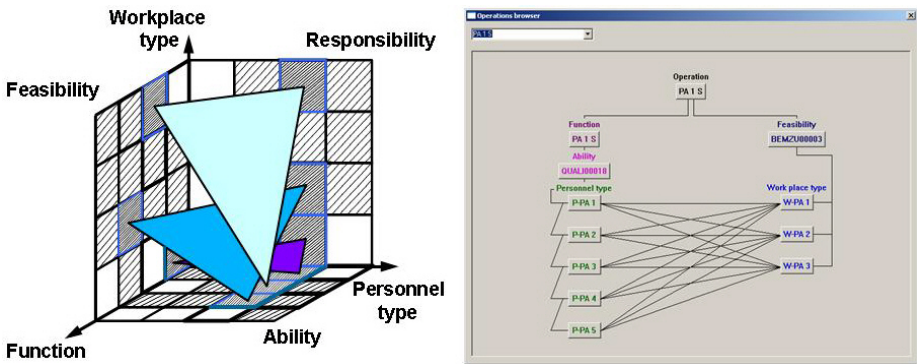 Workplace
type
Responsibility
Feasibility
Personnel
type
Ability
Function
Operations browser
PA 1 S
Operation
PA 1 S
Function
Feasibility
PA 1 S
BEMZU00003
Ability
QUALI00018
Personnel type
Work place type
P-PA 1
W-PA 1
P-PA 2
W-PA 2
P-PA 3
W-PA 3
P-PA 4
P-PA 5